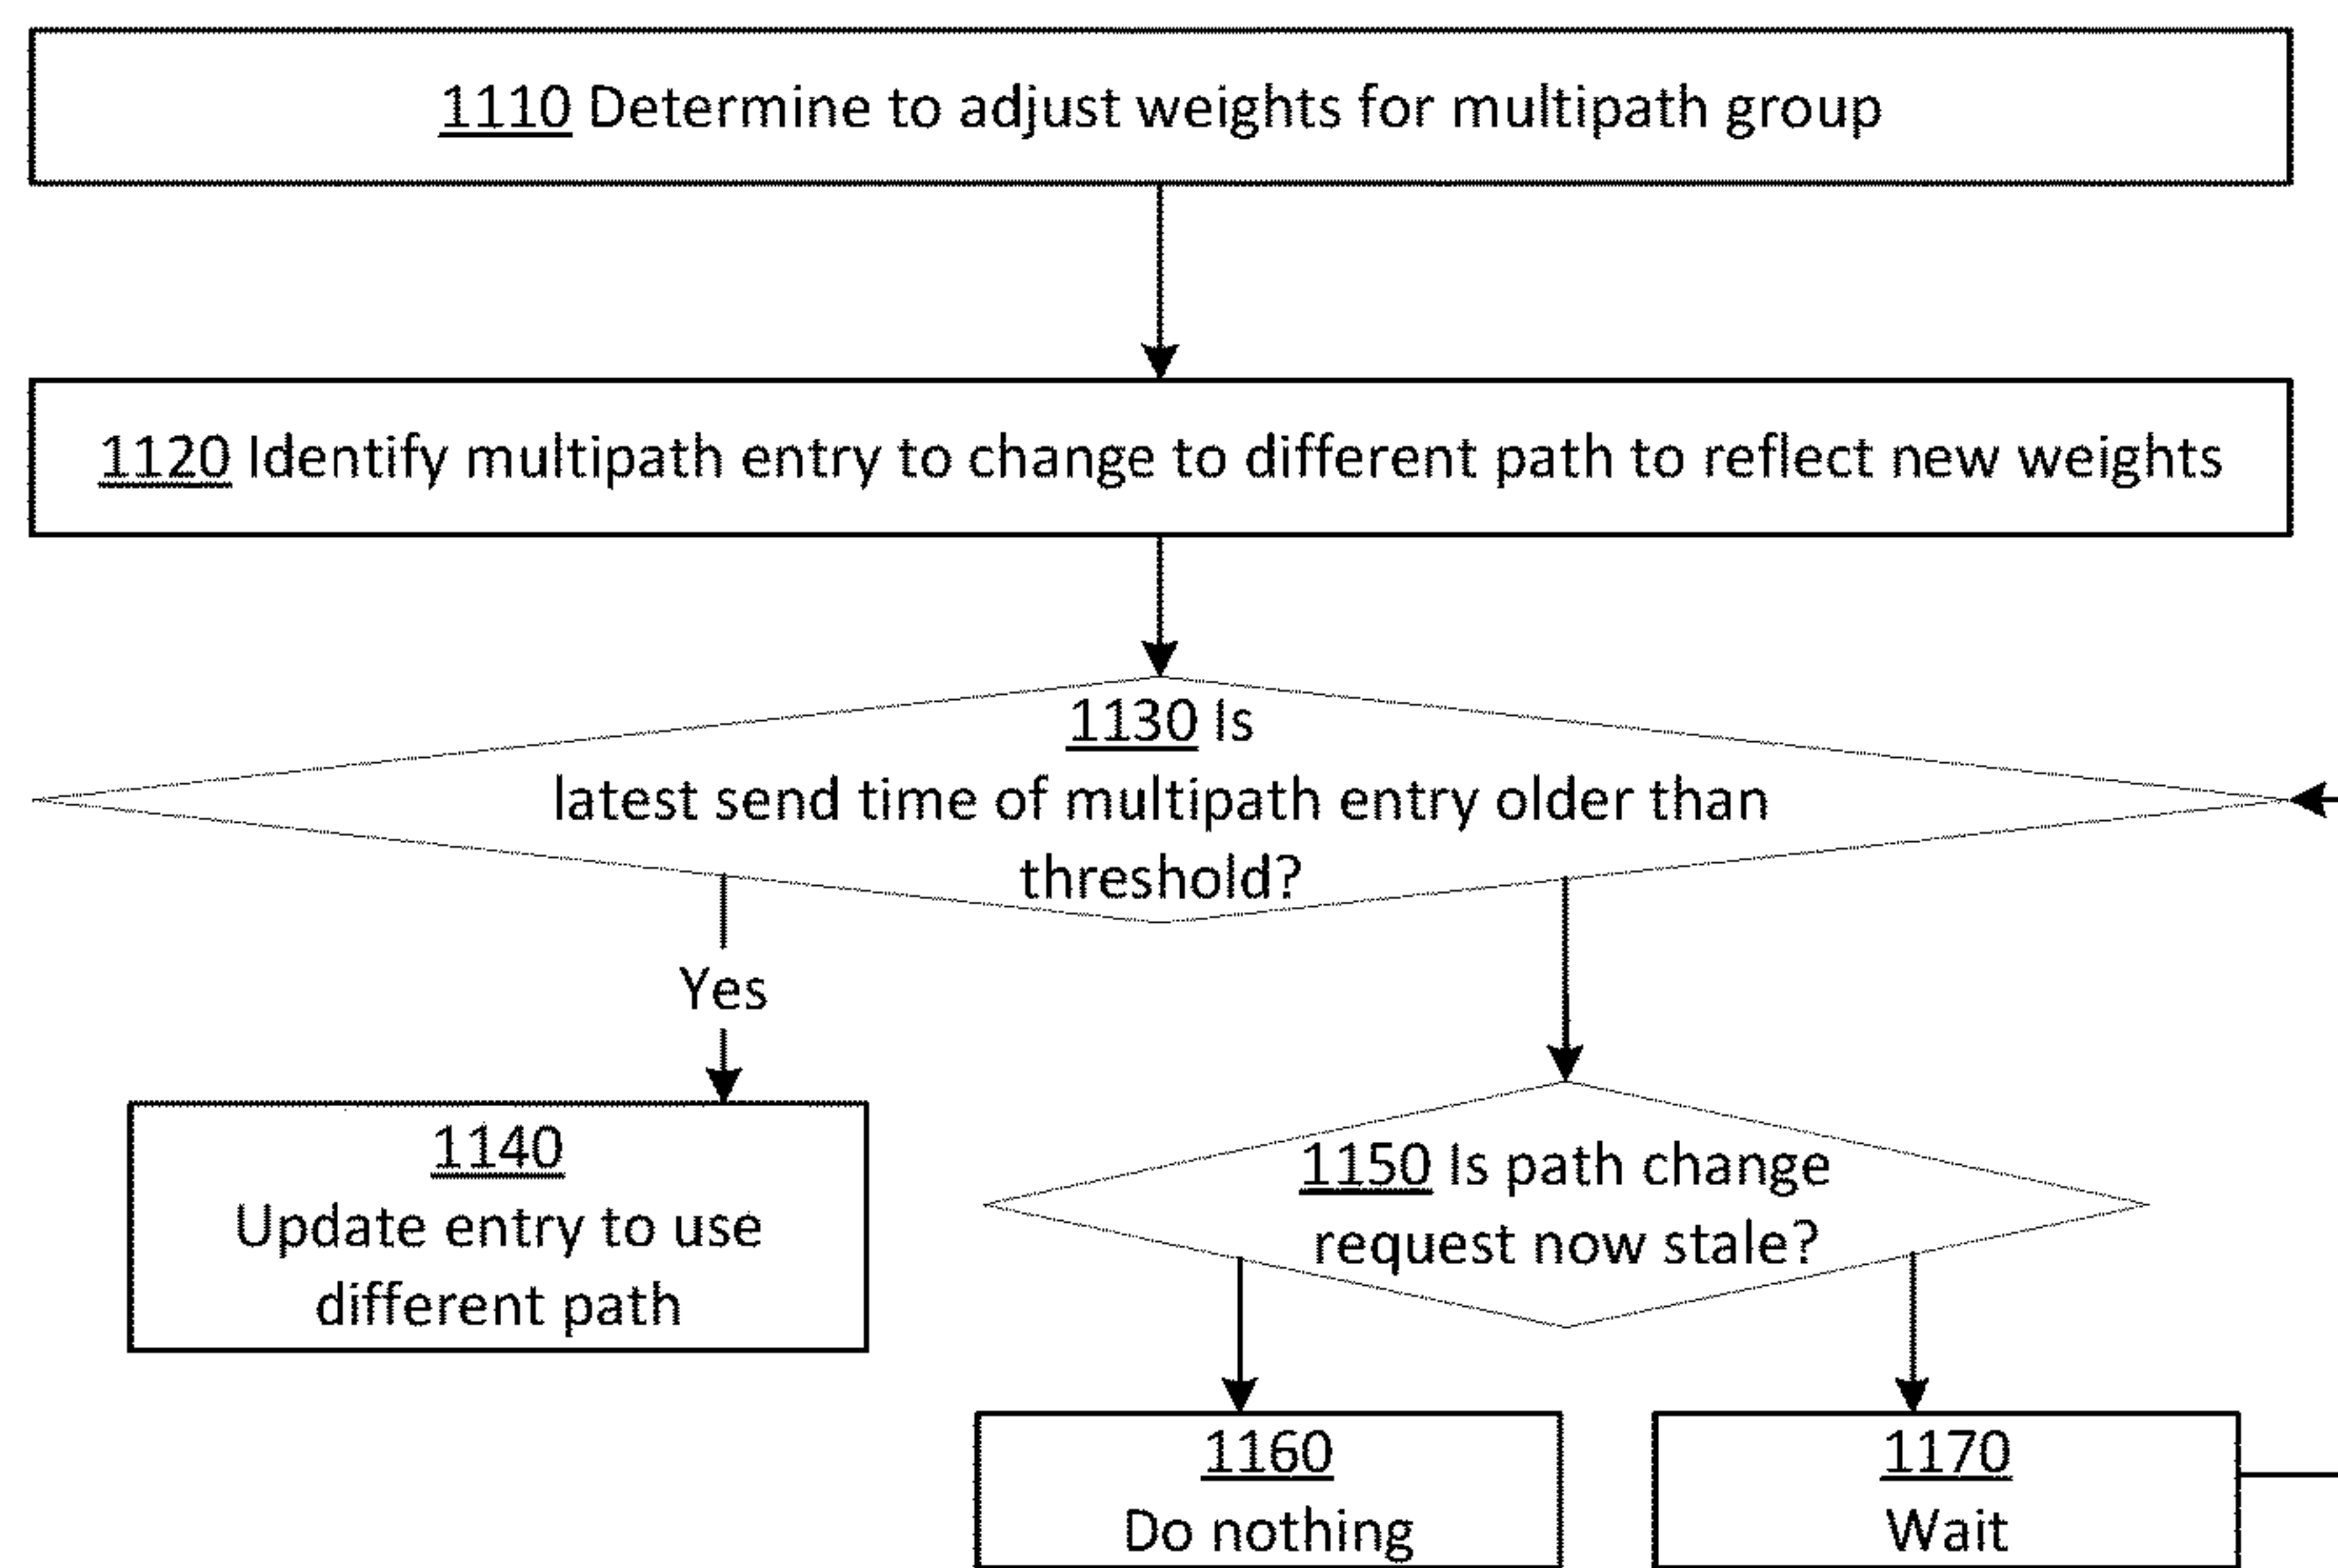 1110 Determine to adjust weights for multipath group
1120 Identify multipath entry to change to different path to reflect new weights
1130 Is
latest send time of multipath entry older than
threshold?
Yes
1140
Update entry to use
different path
1150 Is path change
request now stale?
1160
Do nothing
1170
Wait